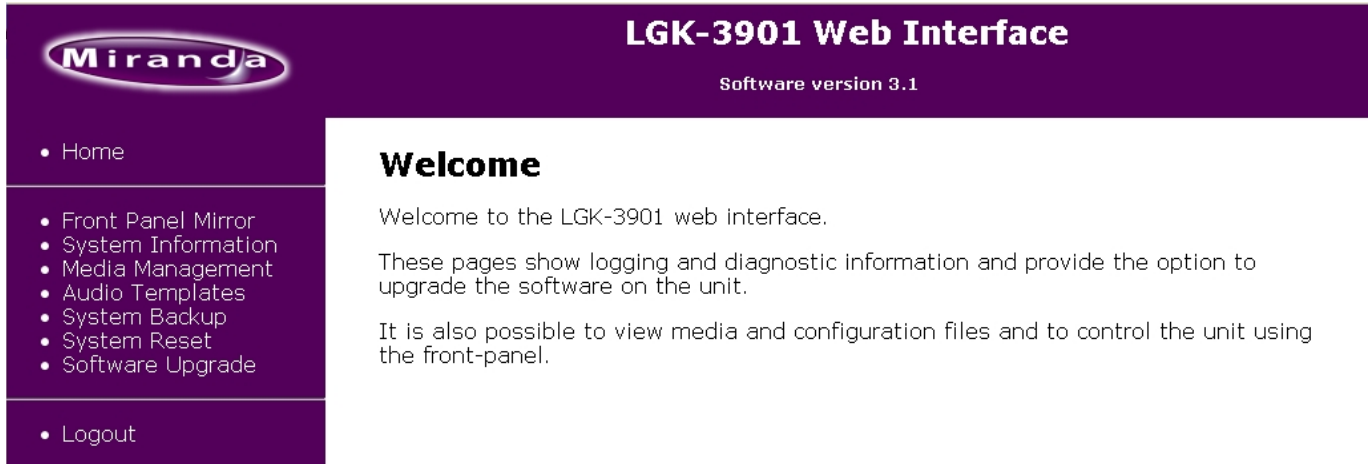 Miranda
LGK-3901 Web Interface
Software version 3.1
• Home
• Front Panel Mirror
• System Information
• Media Management
• Audio Templates
• System Backup
• System Reset
• Software Upgrade
• Logout
Welcome
Welcome to the LGK-3901 web interface.
These pages show logging and diagnostic information and provide the option to
upgrade the software on the unit.
It is also possible to view media and configuration files and to control the unit using
the front-panel.